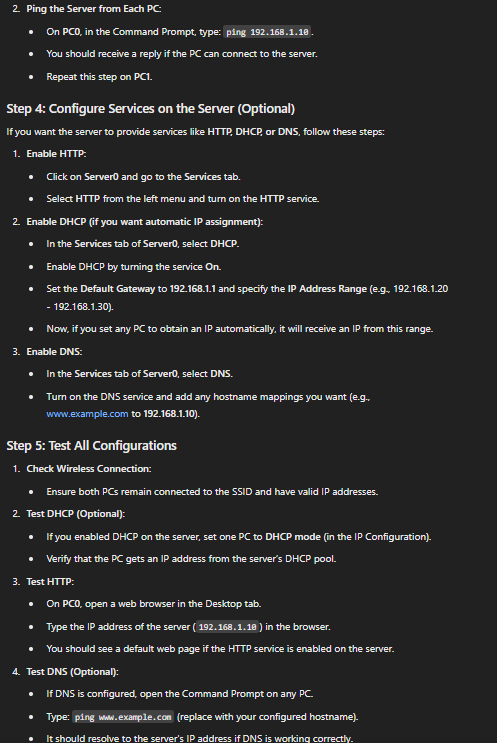 2. Ping the Server from Each PC:
• On PC0, in the Command Prompt, type: ping 192.168.1.10.
• You should receive a reply if the PC can connect to the server.
• Repeat this step on PC1.
Step 4: Configure Services on the Server (Optional)
If you want the server to provide services like HTTP, DHCP, or DNS, follow these steps:
1. Enable HTTP:
• Click on Server0 and go to the Services tab.
• Select HTTP from the left menu and turn on the HTTP service.
2. Enable DHCP (if you want automatic IP assignment):
• In the Services tab of Server0, select DHCP.
• Enable DHCP by turning the service On.
• Set the Default Gateway to 192.168.1.1 and specify the IP Address Range (e.g., 192.168.1.20
- 192.168.1.30).
• Now, if you set any PC to obtain an IP automatically, it will receive an IP from this range.
3. Enable DNS:
• In the Services tab of Server0, select DNS.
• Turn on the DNS service and add any hostname mappings you want (e.g.,
www.example.com to 192.168.1.10).
Step 5: Test All Configurations
1. Check Wireless Connection:
• Ensure both PCs remain connected to the SSID and have valid IP addresses.
2. Test DHCP (Optional):
• If you enabled DHCP on the server, set one PC to DHCP mode (in the IP Configuration).
• Verify that the PC gets an IP address from the server's DHCP pool.
3. Test HTTP:
• On PC0, open a web browser in the Desktop tab.
• Type the IP address of the server (192.168.1.10) in the browser.
• You should see a default web page if the HTTP service is enabled on the server.
4. Test DNS (Optional):
• If DNS is configured, open the Command Prompt on any PC.
• Type: ping www.example.com (replace with your configured hostname).
• It should resolve to the server's IP address if DNS is working correctly.